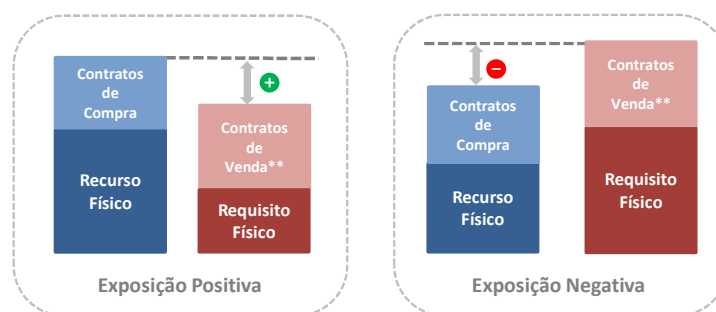 Contratos
de
Compra
Recurso
Físico
+
Contratos
de
Venda**
Requisito
Físico
Exposição Positiva
Contratos
de
Compra
Recurso
Físico
−
Contratos
de
Venda**
Requisito
Físico
Exposição Negativa